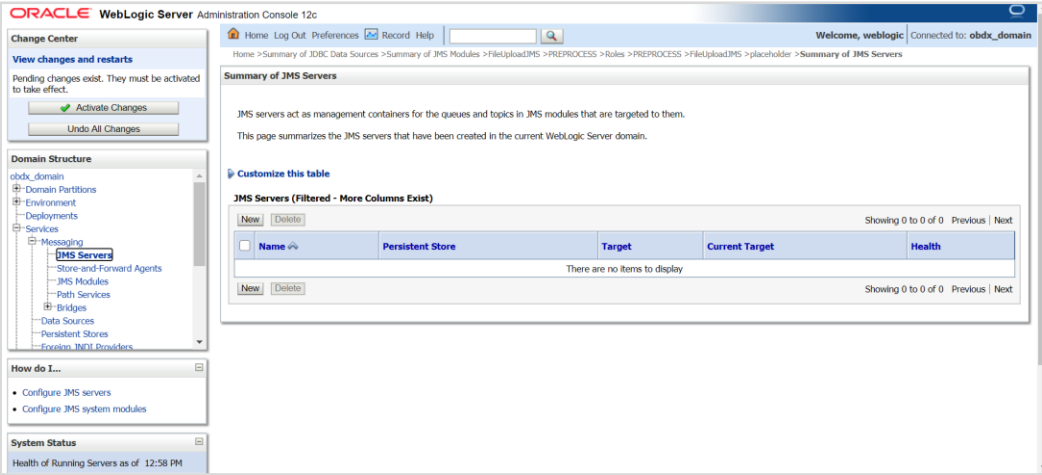 ORACLE WebLogic Server Administration Console 12c
Change Center
View changes and restarts
Pending changes exist. They must be activated
to take effect.
Activate Changes
Undo All Changes
Domain Structure
obdx_domain
Domain Partitions
Environment
Deployments
Services
Messaging
JMS Servers
Store-and-Forward Agents
JMS Modules
Path Services
Bridges
Data Sources
Persistent Stores
Foreign JNDI Providers
How do I...
Configure JMS servers
Configure JMS system modules
System Status
Health of Running Servers as of 12:58 PM
Home Log Out Preferences Record Help
Welcome, weblogic Connected to: obdx_domain
Home >Summary of JDBC Data Sources >Summary of JMS Modules >FileUploadJMS >PREPROCESS >Roles >PREPROCESS >FileUploadJMS >placeholder >Summary of JMS Servers
Summary of JMS Servers
JMS servers act as management containers for the queues and topics in JMS modules that are targeted to them.
This page summarizes the JMS servers that have been created in the current WebLogic Server domain.
Customize this table
JMS Servers (Filtered - More Columns Exist)
New Delete Showing 0 to 0 of 0 Previous | Next
Name Persistent Store Target Current Target Health
There are no items to display
New Delete Showing 0 to 0 of 0 Previous | Next